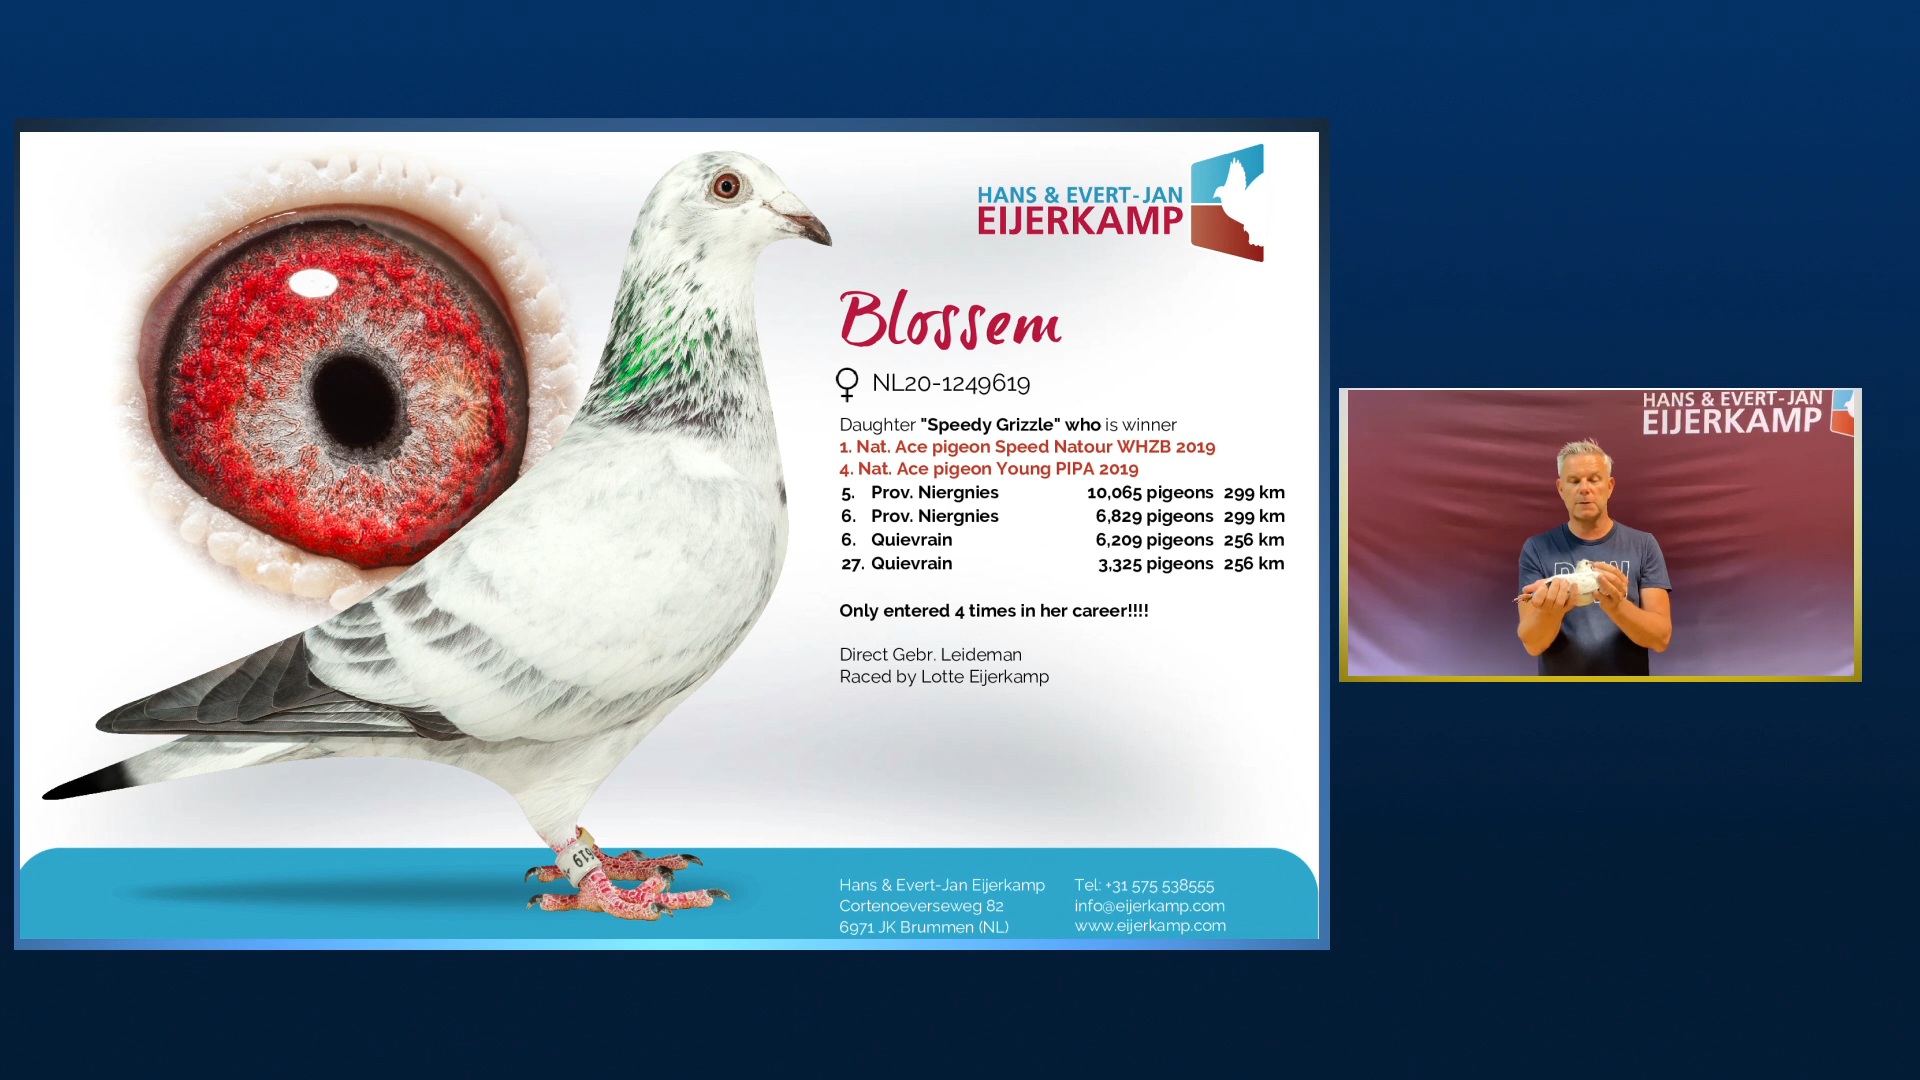 HANS & EVERT-JAN
EIJERKAMP
Blossem
♀ NL20-1249619
Daughter "Speedy Grizzle" who is winner
1. Nat. Ace pigeon Speed Natour WHZB 2019
4. Nat. Ace pigeon Young PIPA 2019
5. Prov. Niergnies 10,065 pigeons 299 km
6. Prov. Niergnies 6,829 pigeons 299 km
6. Quievrain 6,209 pigeons 256 km
27. Quievrain 3,325 pigeons 256 km
Only entered 4 times in her career!!!!
Direct Gebr. Leideman
Raced by Lotte Eijerkamp
619
Hans & Evert-Jan Eijerkamp Tel: +31 575 538555
Cortenoeverseweg 82 info@eijerkamp.com
6971 JK Brummen (NL) www.eijerkamp.com
HANS & EVERT-JAN
EIJERKAMP